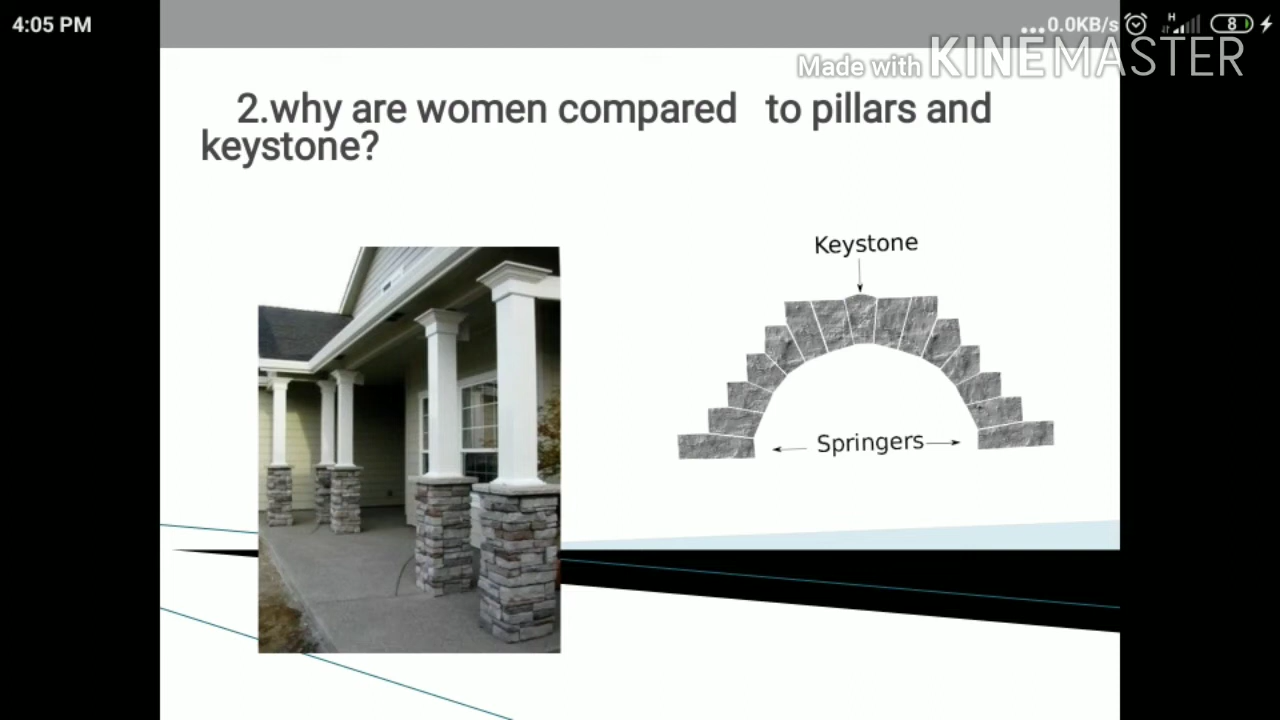 4:05 PM
...0.0KB/s H 8
Made with KINEMASTER
2.why are women compared to pillars and
keystone?
Keystone
Springers